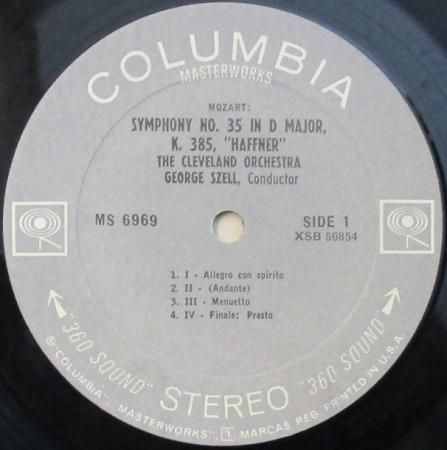 COLUMBIA
MASTERWORKS
MOZART:
SYMPHONY NO. 35 IN D MAJOR,
K. 385, "HAFFNER"
THE CLEVELAND ORCHESTRA
GEORGE SZELL, Conductor
MS 6969
SIDE 1
XSB 50854
1. I - Allegro con spirito
2. II - (Andante)
3. III - Menuetto
4. IV - Finale: Presto
"360 SOUND" STEREO "360 SOUND"
℗ "COLUMBIA", "MASTERWORKS", 1 MARCAS REG. PRINTED IN U.S.A.